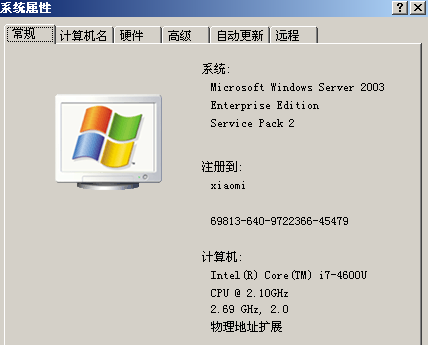 系统属性
常规 计算机名 硬件 高级 自动更新 远程
系统:
Microsoft Windows Server 2003
Enterprise Edition
Service Pack 2
注册到:
xiaomi
69813-640-9722366-45479
计算机:
Intel(R) Core(TM) i7-4600U
CPU @ 2.10GHz
2.69 GHz, 2.0
物理地址扩展